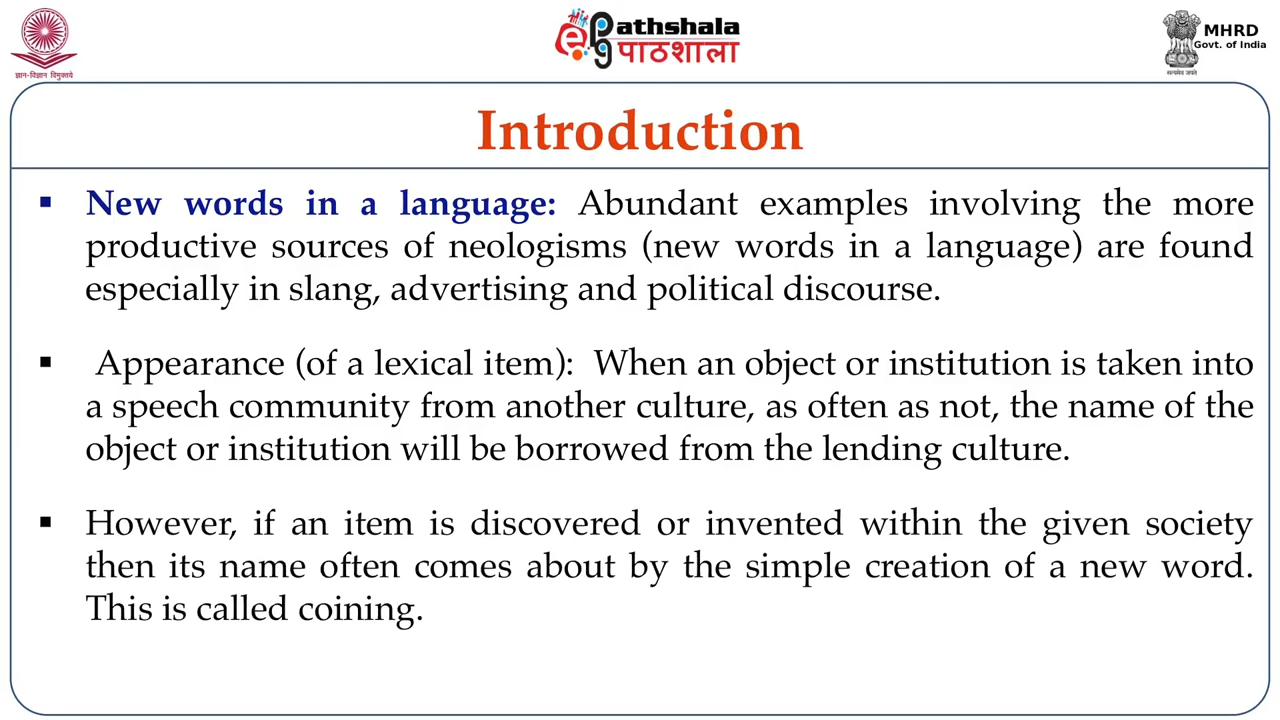 ज्ञान-विज्ञान विमुक्तये
ePathshala
पाठशाला
MHRD
Govt. of India
सत्यमेव जयते
Introduction
▪ New words in a language: Abundant examples involving the more
productive sources of neologisms (new words in a language) are found
especially in slang, advertising and political discourse.
▪ Appearance (of a lexical item): When an object or institution is taken into
a speech community from another culture, as often as not, the name of the
object or institution will be borrowed from the lending culture.
▪ However, if an item is discovered or invented within the given society
then its name often comes about by the simple creation of a new word.
This is called coining.